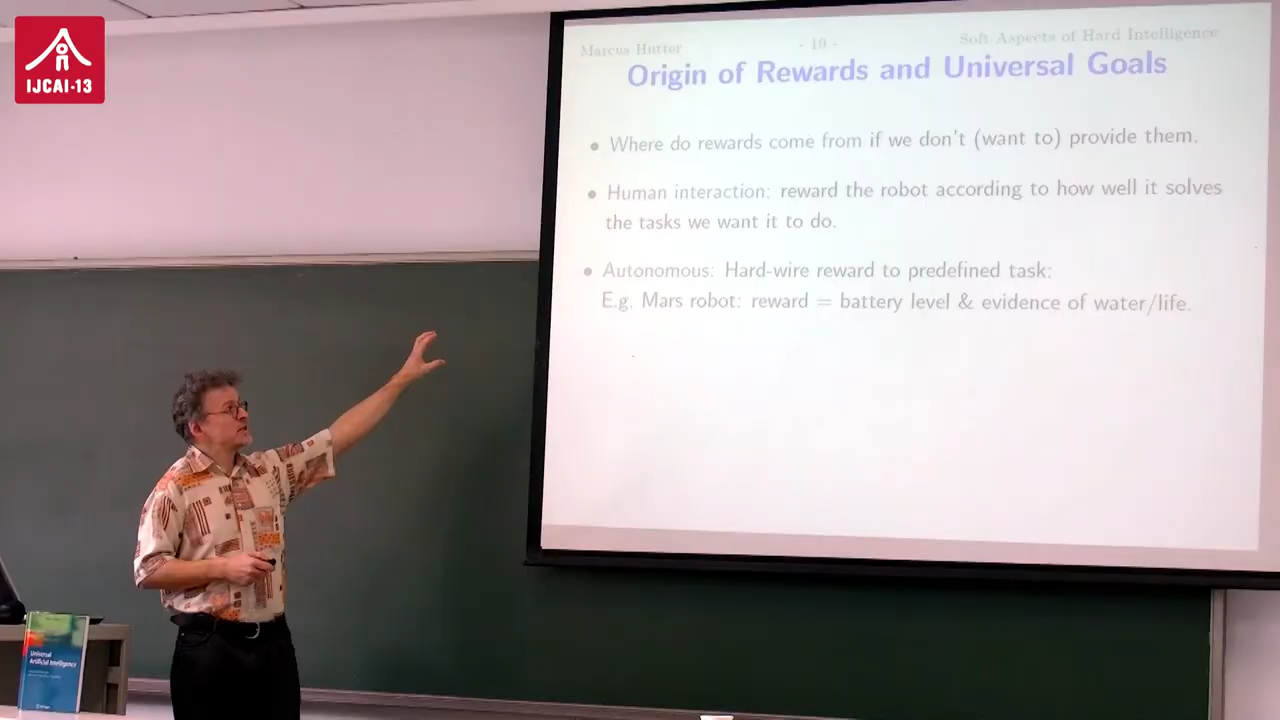 IJCAI-13
Marcus Hutter - 19 - Soft Aspects of Hard Intelligence
Origin of Rewards and Universal Goals
• Where do rewards come from if we don't (want to) provide them.
• Human interaction: reward the robot according to how well it solves
the tasks we want it to do.
• Autonomous: Hard-wire reward to predefined task:
E.g. Mars robot: reward = battery level & evidence of water/life.
Universal
Artificial Intelligence